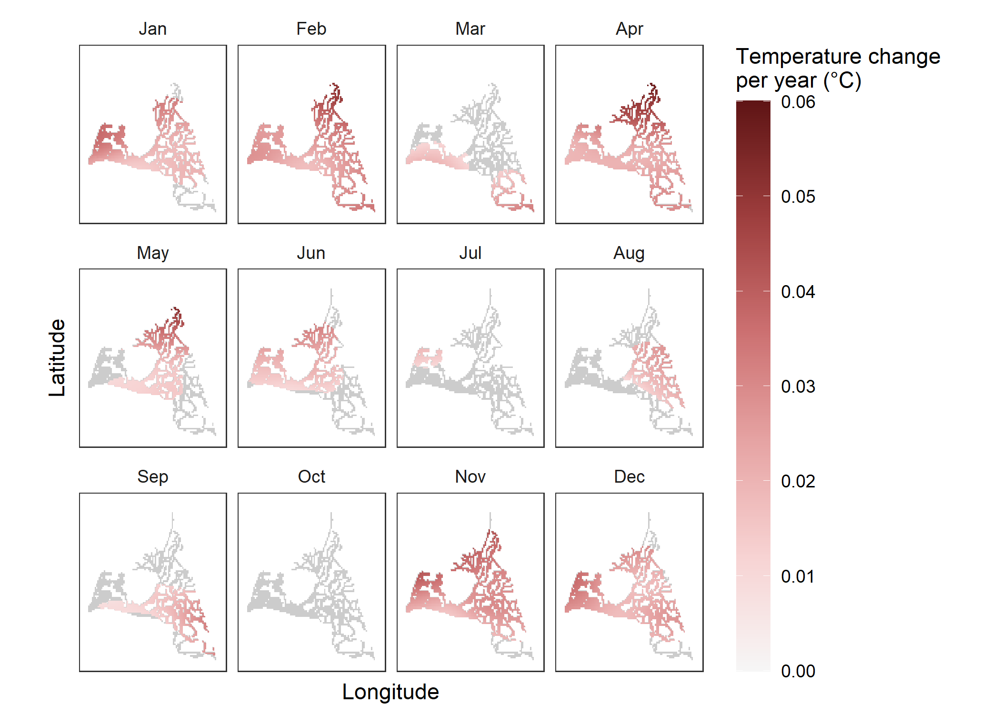 Jan
Feb
Mar
Apr
Temperature change
per year (°C)
0.06
0.05
0.04
0.03
0.02
0.01
0.00
May
Jun
Jul
Aug
Latitude
Sep
Oct
Nov
Dec
Longitude